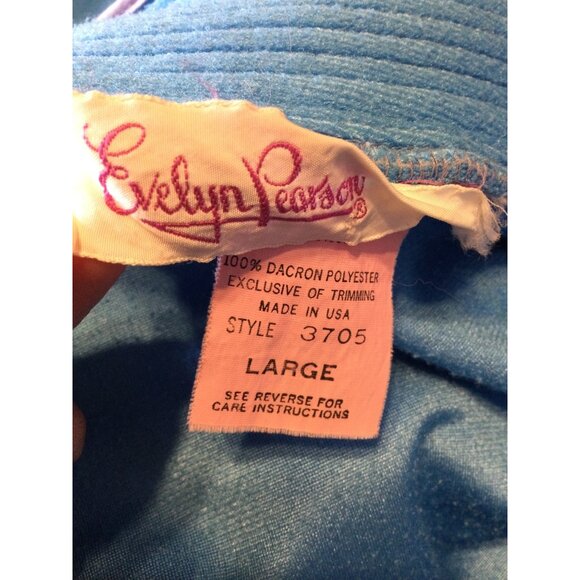 Evelyn Pearson®
100% DACRON POLYESTER
EXCLUSIVE OF TRIMMING
MADE IN USA
STYLE 3705
LARGE
SEE REVERSE FOR
CARE INSTRUCTIONS